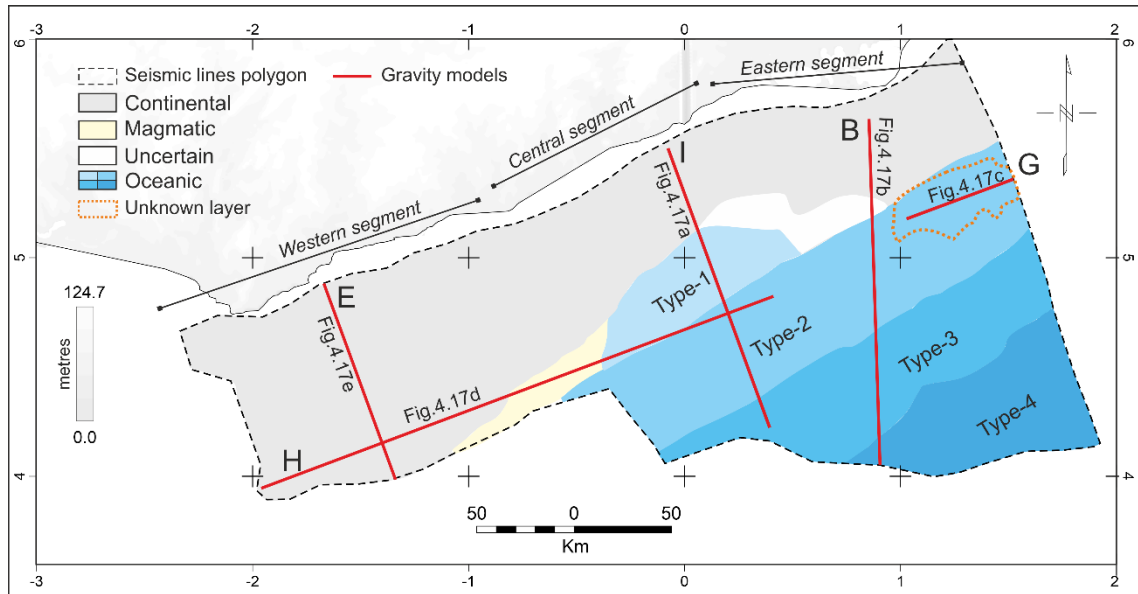 -3 -2 -1 0 1 2
6 6
Seismic lines polygon
Gravity models
Continental
Magmatic
Uncertain
Oceanic
Unknown layer
Eastern segment
Central segment
Western segment
N
B
I
G
Fig.4.17c
Fig.4.17b
Fig.4.17a
5 5
E
Type-1
Type-2
Type-3
Type-4
124.7
metres
0.0
Fig.4.17e
Fig.4.17d
H
4 4
50 0 50
Km
-3 -2 -1 0 1 2